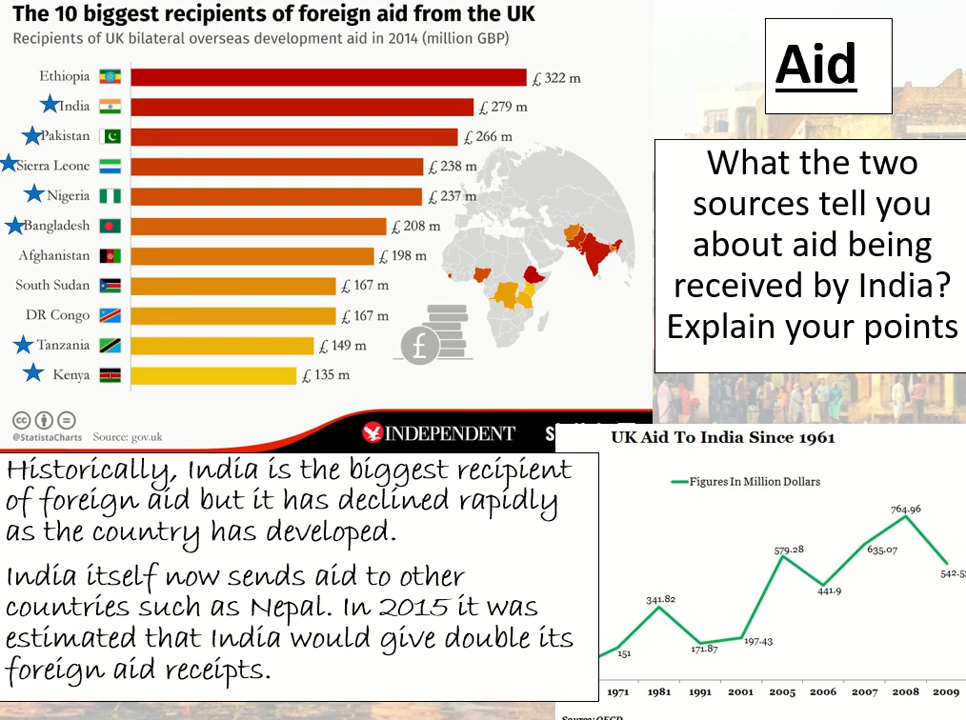 The 10 biggest recipients of foreign aid from the UK
Recipients of UK bilateral overseas development aid in 2014 (million GBP)
Ethiopia £ 322 m
India £ 279 m
Pakistan £ 266 m
Sierra Leone £ 238 m
Nigeria £ 237 m
Bangladesh £ 208 m
Afghanistan £ 198 m
South Sudan £ 167 m
DR Congo £ 167 m
Tanzania £ 149 m
Kenya £ 135 m
£
cc
@StatistaCharts Source: gov.uk
INDEPENDENT
Aid
What the two
sources tell you
about aid being
received by India?
Explain your points
Historically, India is the biggest recipient
of foreign aid but it has declined rapidly
as the country has developed.
India itself now sends aid to other
countries such as Nepal. In 2015 it was
estimated that India would give double its
foreign aid receipts.
UK Aid To India Since 1961
Figures In Million Dollars
151
341.82
171.87
197.43
579.28
441.9
635.07
764.96
1971 1981 1991 2001 2005 2006 2007 2008 2009